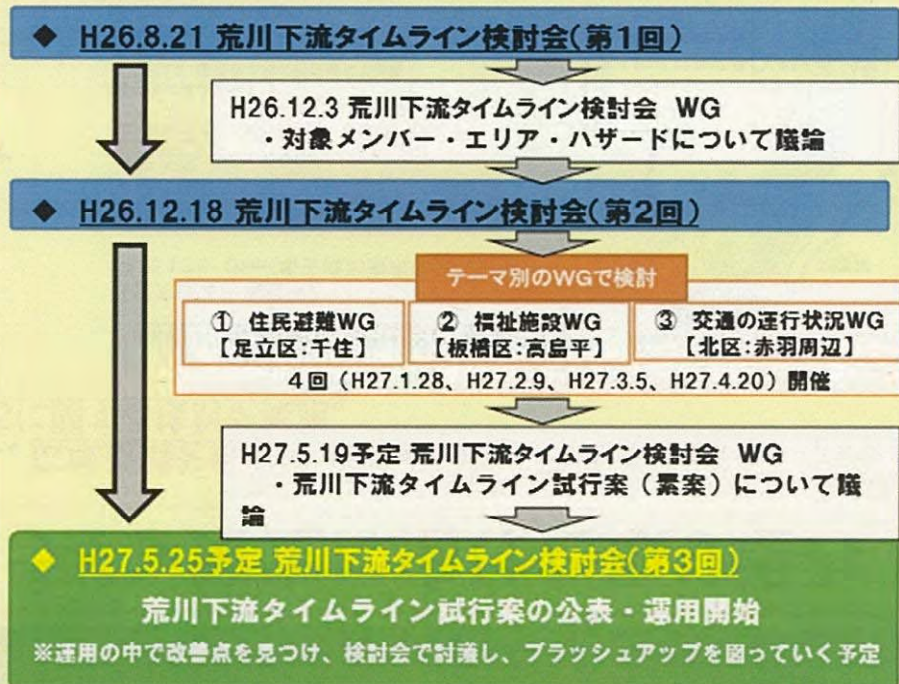 ◆ H26.8.21 荒川下流タイムライン検討会(第1回)
H26.12.3 荒川下流タイムライン検討会 WG
・対象メンバー・エリア・ハザードについて議論
◆ H26.12.18 荒川下流タイムライン検討会(第2回)
テーマ別のWGで検討
① 住民避難WG
【足立区:千住】
② 福祉施設WG
【板橋区:高島平】
③ 交通の運行状況WG
【北区:赤羽周辺】
4回(H27.1.28、H27.2.9、H27.3.5、H27.4.20)開催
H27.5.19予定 荒川下流タイムライン検討会 WG
・荒川下流タイムライン試行案(素案)について議
論
◆ H27.5.25予定 荒川下流タイムライン検討会(第3回)
荒川下流タイムライン試行案の公表・運用開始
※運用の中で改善点を見つけ、検討会で討議し、ブラッシュアップを図っていく予定